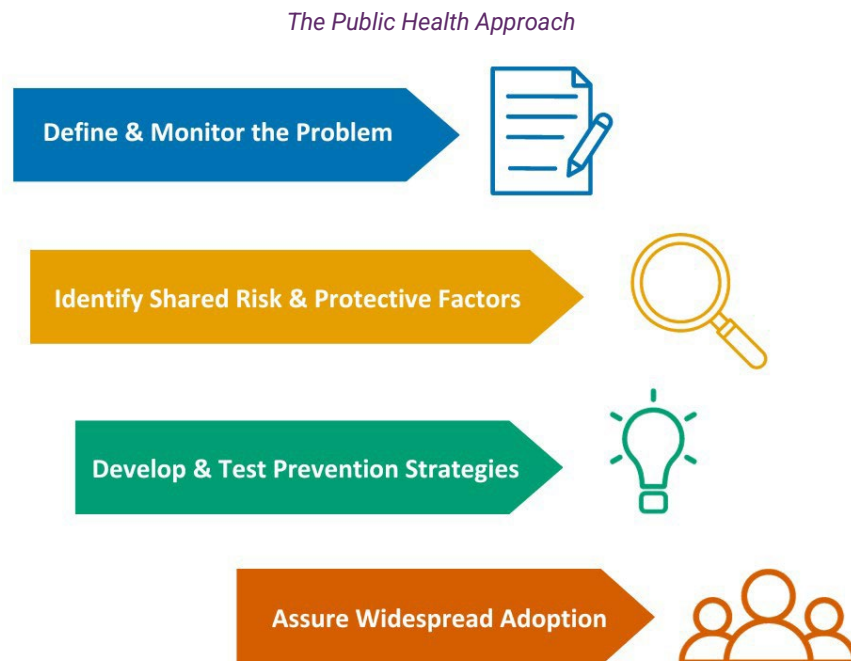 The Public Health Approach
Define & Monitor the Problem
Identify Shared Risk & Protective Factors
Develop & Test Prevention Strategies
Assure Widespread Adoption